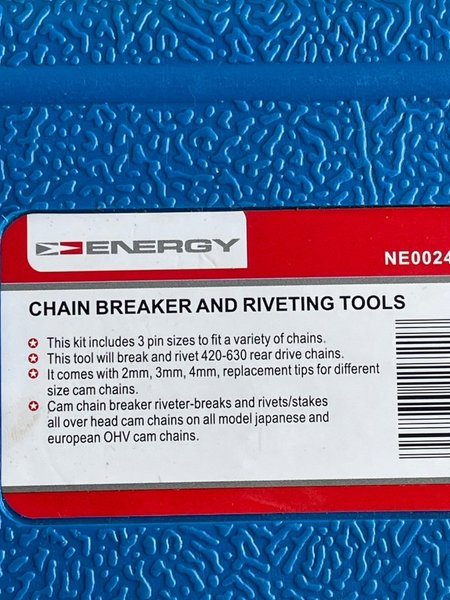 ENERGY
NE0024
CHAIN BREAKER AND RIVETING TOOLS
This kit includes 3 pin sizes to fit a variety of chains.
This tool will break and rivet 420-630 rear drive chains.
It comes with 2mm, 3mm, 4mm, replacement tips for different
size cam chains.
Cam chain breaker riveter-breaks and rivets/stakes
all over head cam chains on all model japanese and
european OHV cam chains.